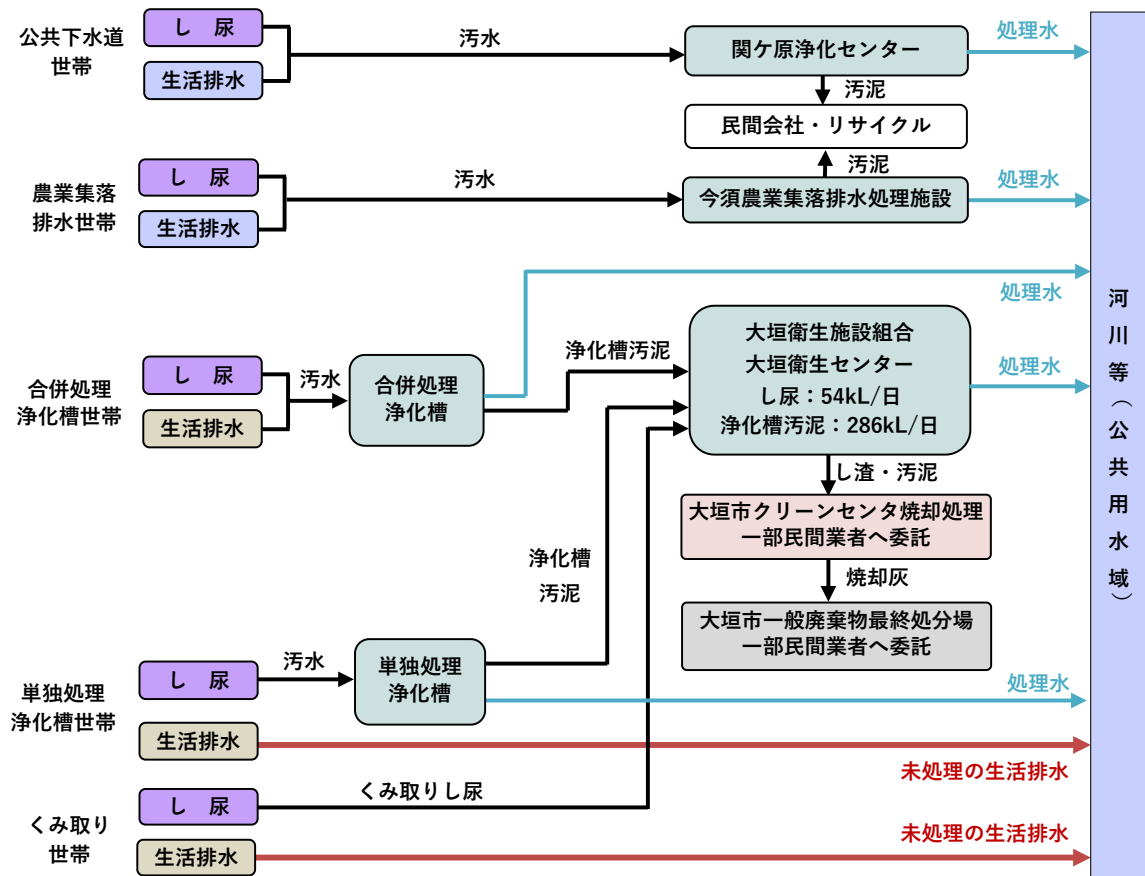 公共下水道
世帯
し　尿
生活排水
汚水
関ケ原浄化センター
処理水
汚泥
民間会社・リサイクル
汚泥
農業集落
排水世帯
し　尿
生活排水
汚水
今須農業集落排水処理施設
処理水
処理水
合併処理
浄化槽世帯
し　尿
生活排水
汚水
合併処理
浄化槽
浄化槽汚泥
大垣衛生施設組合
大垣衛生センター
し尿：54kL/日
浄化槽汚泥：286kL/日
処理水
し渣・汚泥
大垣市クリーンセンタ焼却処理
一部民間業者へ委託
焼却灰
大垣市一般廃棄物最終処分場
一部民間業者へ委託
浄化槽
汚泥
単独処理
浄化槽世帯
し　尿
汚水
単独処理
浄化槽
処理水
生活排水
未処理の生活排水
くみ取り
世帯
し　尿
くみ取りし尿
生活排水
未処理の生活排水
河川等（公共用水域）